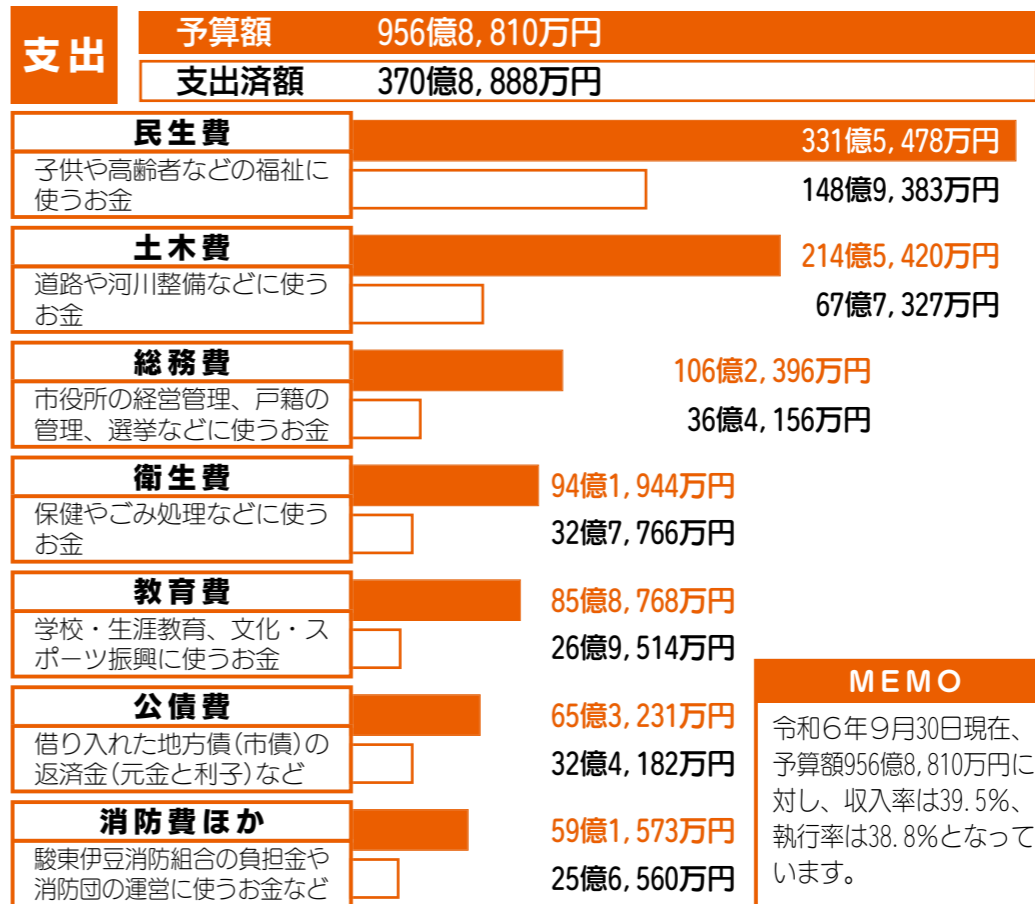 支出
予算額 956億8,810万円
支出済額 370億8,888万円
民生費
子供や高齢者などの福祉に
使うお金
331億5,478万円
148億9,383万円
土木費
道路や河川整備などに使う
お金
214億5,420万円
67億7,327万円
総務費
市役所の経営管理、戸籍の
管理、選挙などに使うお金
106億2,396万円
36億4,156万円
衛生費
保健やごみ処理などに使う
お金
94億1,944万円
32億7,766万円
教育費
学校・生涯教育、文化・ス
ポーツ振興に使うお金
85億8,768万円
26億9,514万円
公債費
借り入れた地方債(市債)の
返済金(元金と利子)など
65億3,231万円
32億4,182万円
消防費ほか
駿東伊豆消防組合の負担金や
消防団の運営に使うお金など
59億1,573万円
25億6,560万円
MEMO
令和6年9月30日現在、
予算額956億8,810万円に
対し、収入率は39.5%、
執行率は38.8%となって
います。